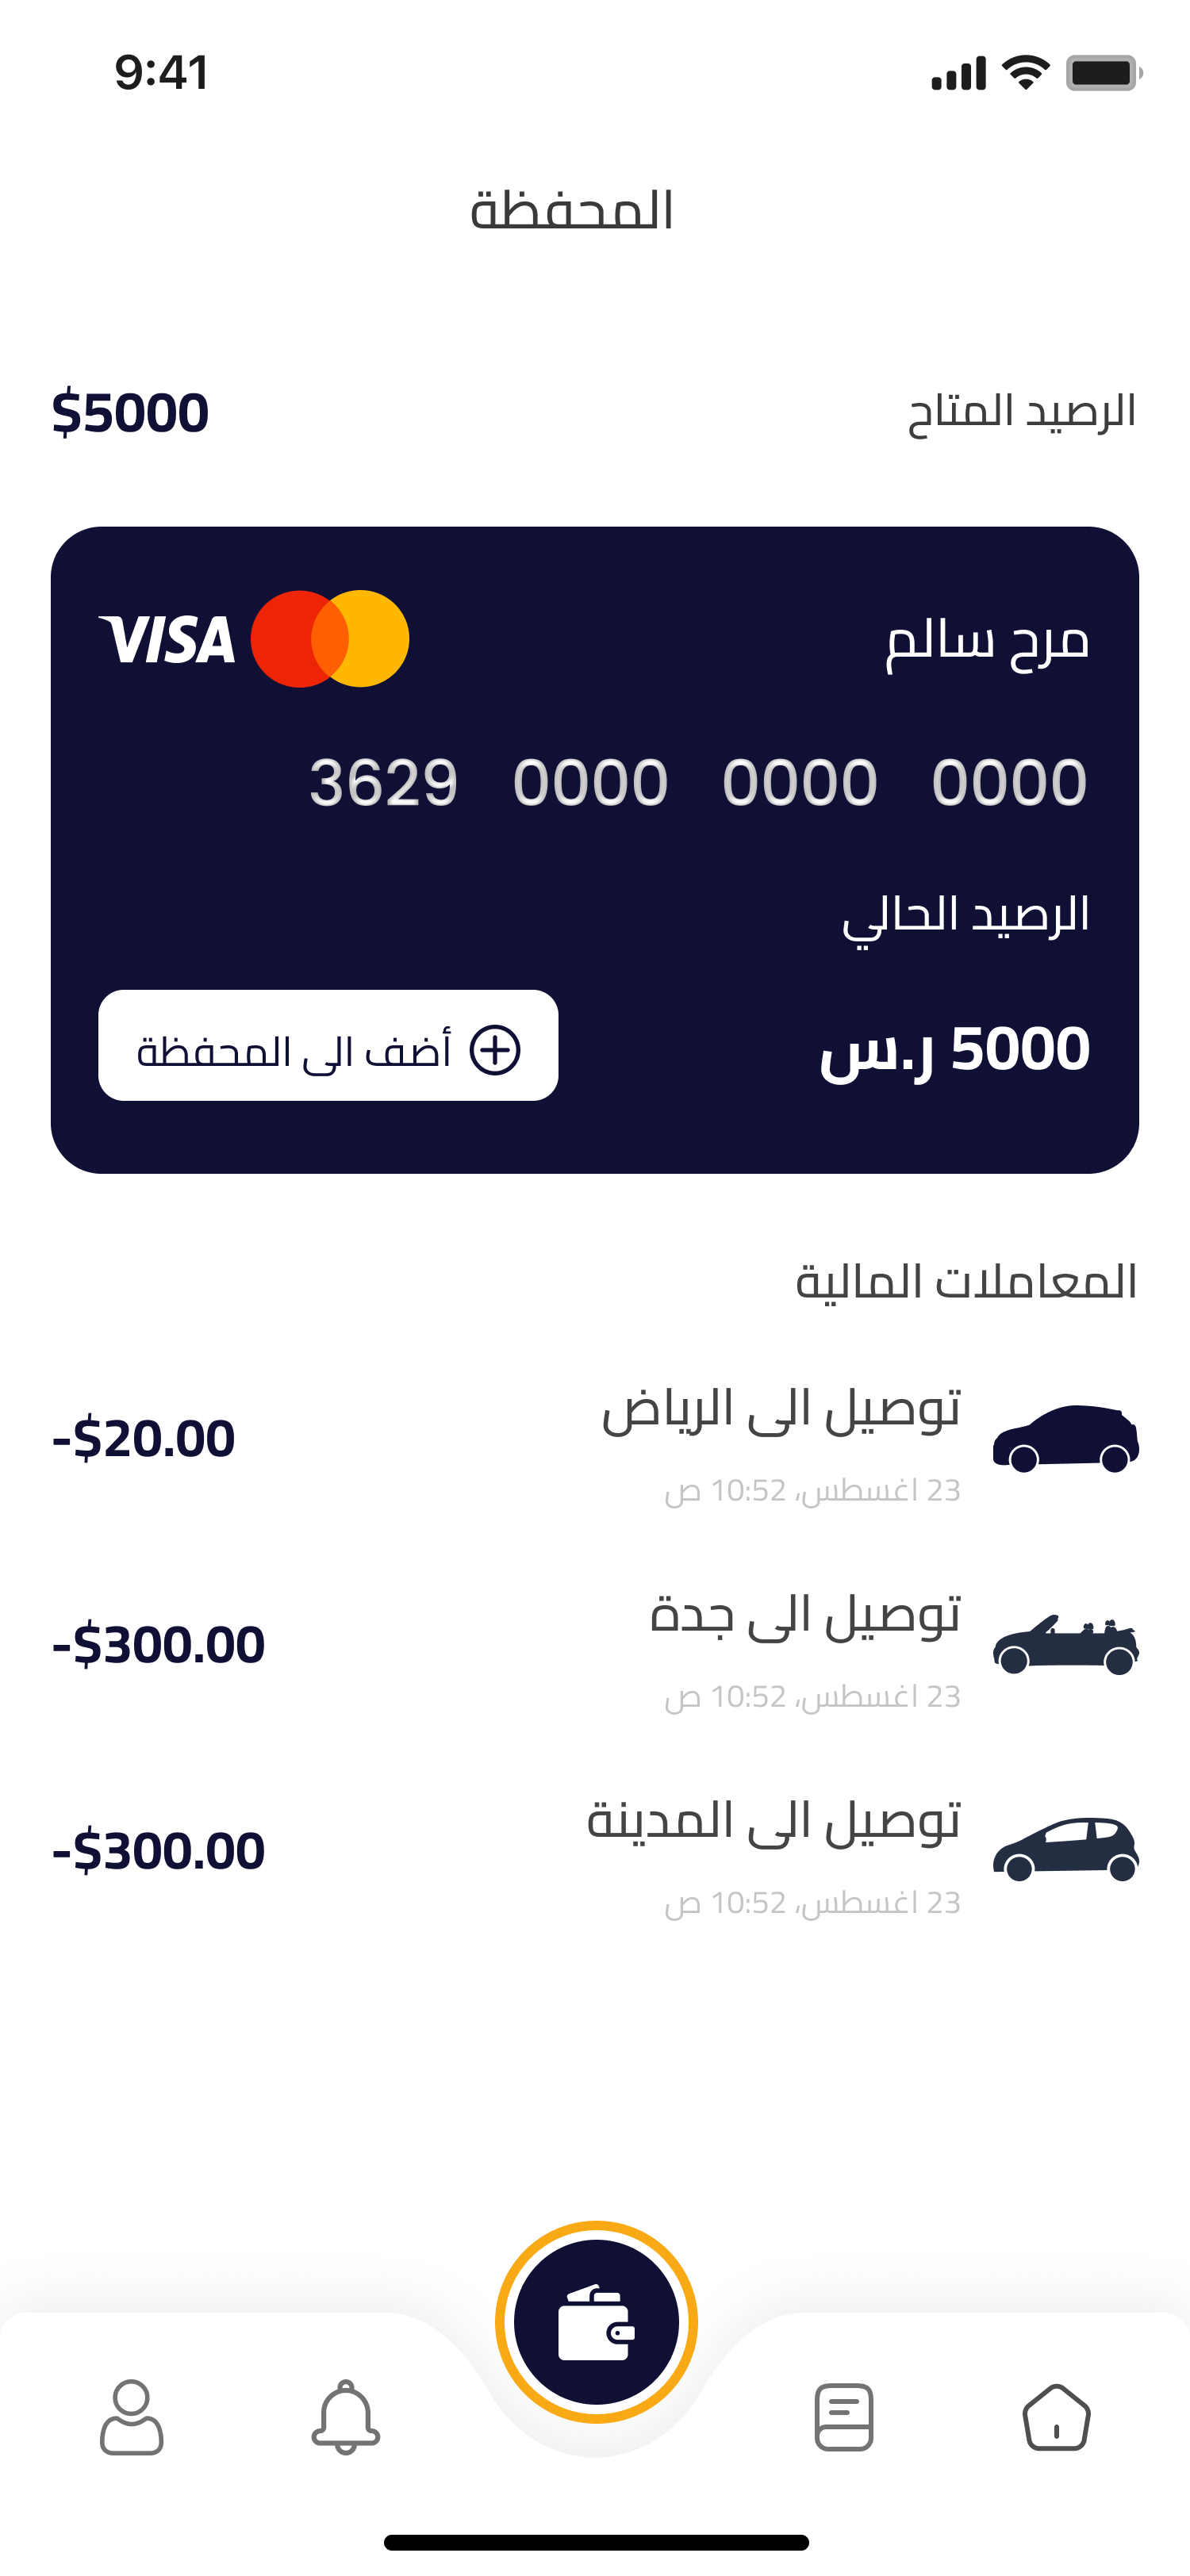 9:41
المحفظة
الرصيد المتاح
$5000
مرح سالم
VISA
3629 0000 0000 0000
الرصيد الحالي
5000 ر.س
أضف الى المحفظة
المعاملات المالية
توصيل الى الرياض
-$20.00
23 اغسطس، 10:52 ص
توصيل الى جدة
-$300.00
23 اغسطس، 10:52 ص
توصيل الى المدينة
-$300.00
23 اغسطس، 10:52 ص